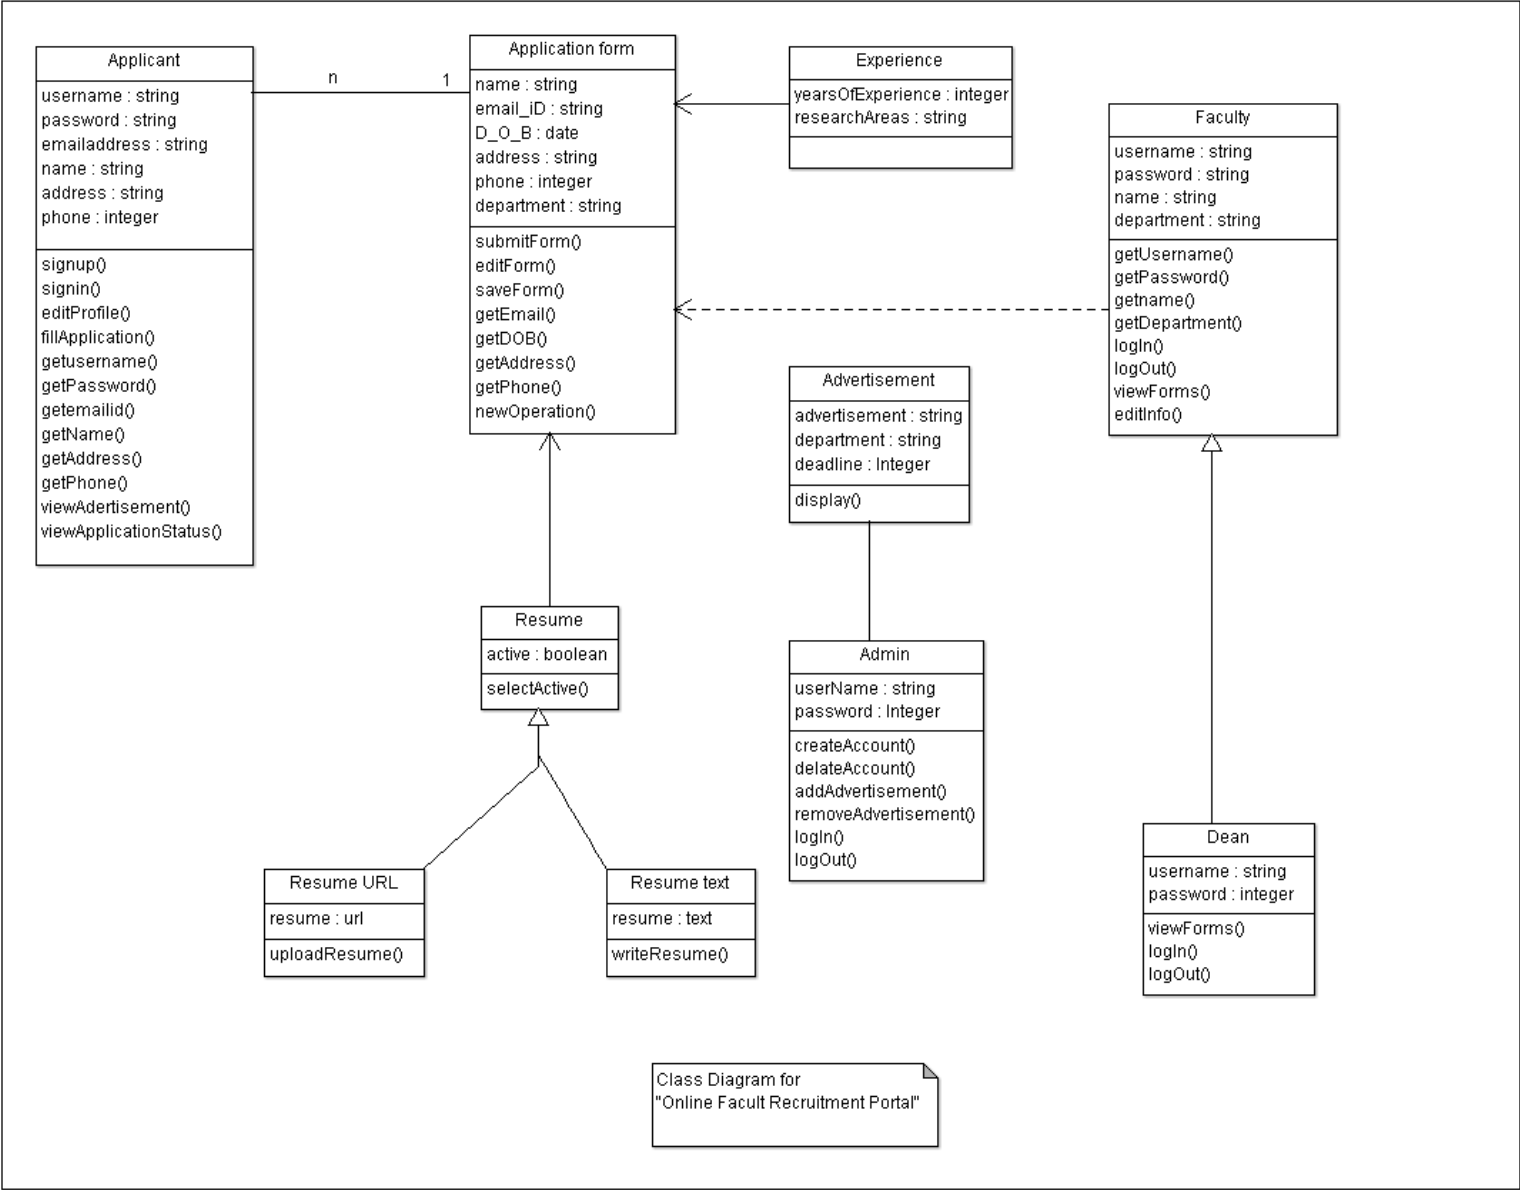 Applicant
username : string
password : string
emailaddress : string
name : string
address : string
phone : integer
signup()
signin()
editProfile()
fillApplication()
getusername()
getPassword()
getemailid()
getName()
getAddress()
getPhone()
viewAdertisement()
viewApplicationStatus()
n
1
Application form
name : string
email_iD : string
D_O_B : date
address : string
phone : integer
department : string
submitForm()
editForm()
saveForm()
getEmail()
getDOB()
getAddress()
getPhone()
newOperation()
Experience
yearsOfExperience : integer
researchAreas : string
Faculty
username : string
password : string
name : string
department : string
getUsername()
getPassword()
getname()
getDepartment()
logIn()
logOut()
viewForms()
editInfo()
Advertisement
advertisement : string
department : string
deadline : Integer
display()
Resume
active : boolean
selectActive()
Admin
userName : string
password : Integer
createAccount()
delateAccount()
addAdvertisement()
removeAdvertisement()
logIn()
logOut()
Dean
username : string
password : integer
viewForms()
logIn()
logOut()
Resume URL
resume : url
uploadResume()
Resume text
resume : text
writeResume()
Class Diagram for
"Online Facult Recruitment Portal"